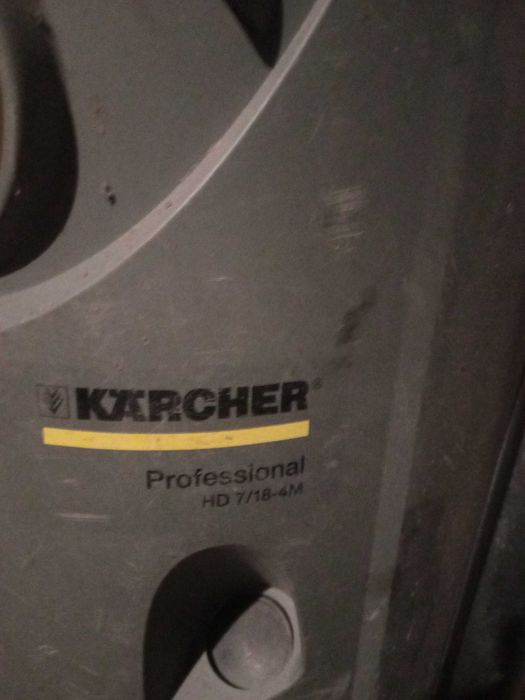 KÄRCHER®
Professional
HD 7/18-4M